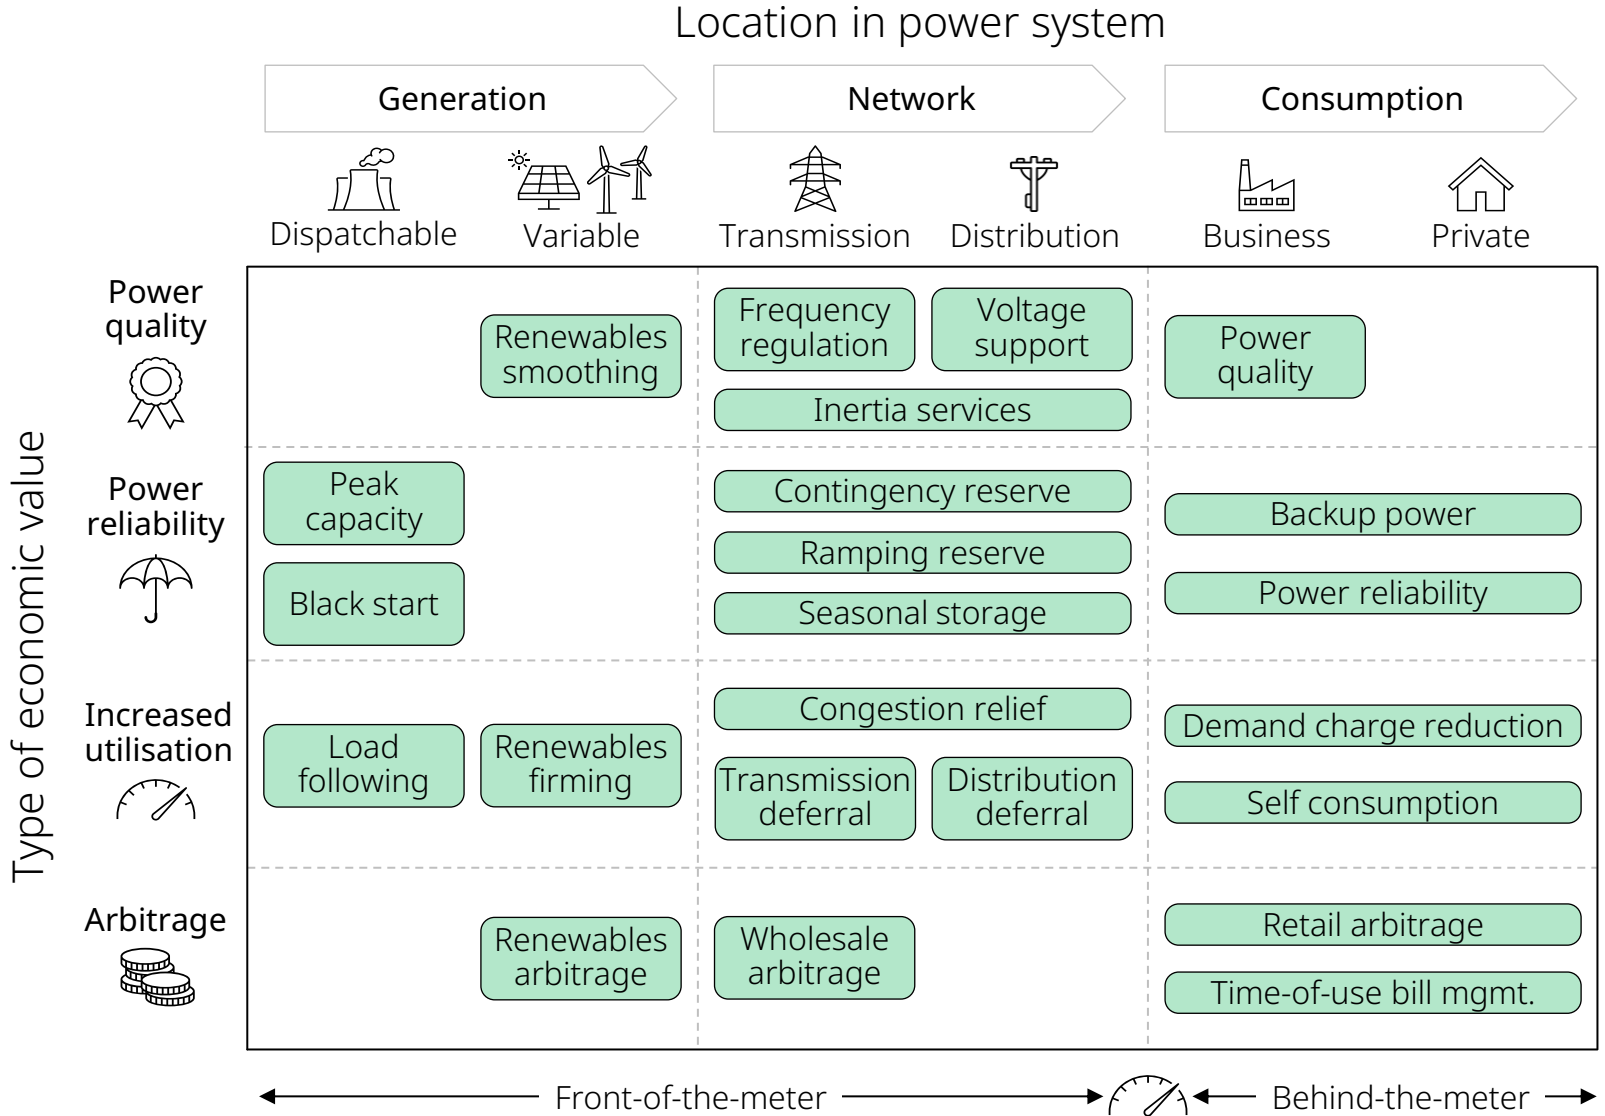 Location in power system
Generation
Network
Consumption
Dispatchable
Variable
Transmission
Distribution
Business
Private
Type of economic value
Power
quality
Renewables
smoothing
Frequency
regulation
Voltage
support
Inertia services
Power
quality
Power
reliability
Peak
capacity
Black start
Contingency reserve
Ramping reserve
Seasonal storage
Backup power
Power reliability
Increased
utilisation
Load
following
Renewables
firming
Congestion relief
Transmission
deferral
Distribution
deferral
Demand charge reduction
Self consumption
Arbitrage
Renewables
arbitrage
Wholesale
arbitrage
Retail arbitrage
Time-of-use bill mgmt.
Front-of-the-meter
Behind-the-meter